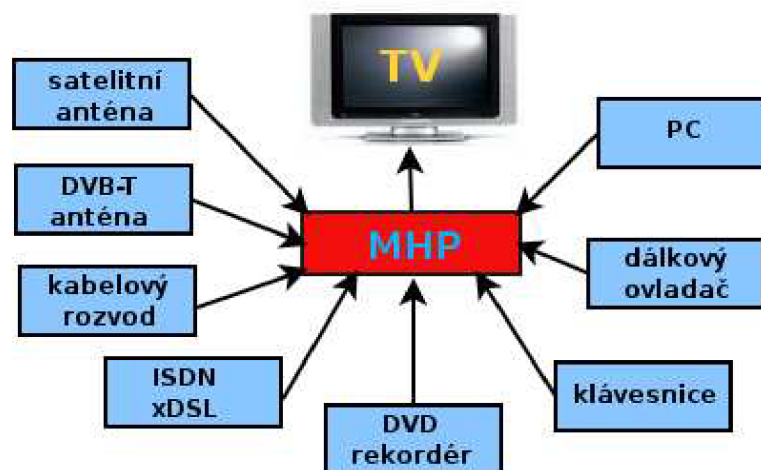 TV
satelitní
anténa
PC
DVB-T
anténa
MHP
dálkový
ovladač
kabelový
rozvod
ISDN
xDSL
klávesnice
DVD
rekordér